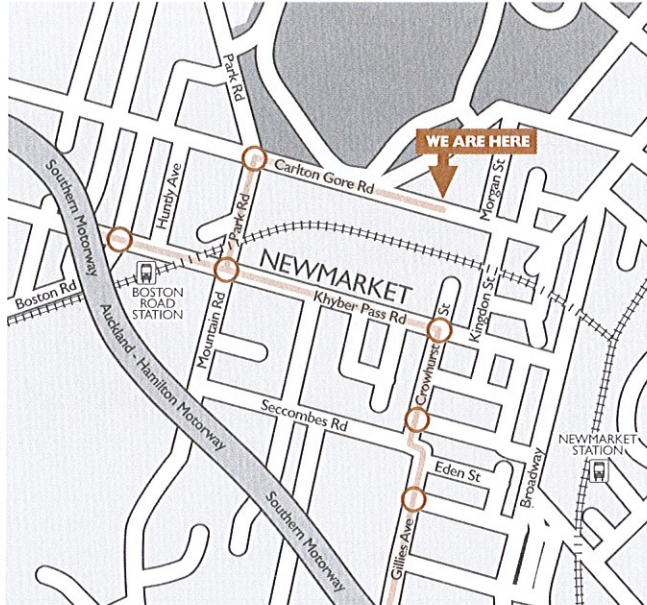 Park Rd
WE ARE HERE
Carlton Gore Rd
Morgan St
Huntly Ave
Park Rd
Southern Motorway
NEWMARKET
Boston Rd
BOSTON
ROAD
STATION
Khyber Pass Rd
Kingdon St
Crowhurst St
Mountain Rd
Auckland - Hamilton Motorway
Seccombes Rd
NEWMARKET
STATION
Eden St
Broadway
Southern Motorway
Gillies Ave